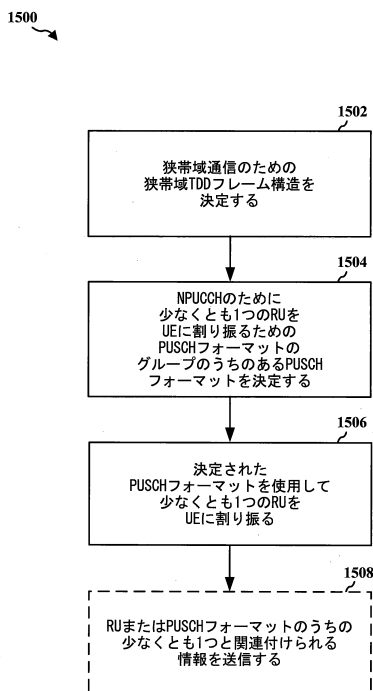 1500
1502
狭帯域通信のための
狭帯域TDDフレーム構造を
決定する
1504
NPUCCHのために
少なくとも1つのRUを
UEに割り振るための
PUSCHフォーマットの
グループのうちのあるPUSCH
フォーマットを決定する
1506
決定された
PUSCHフォーマットを使用して
少なくとも1つのRUを
UEに割り振る
1508
RUまたはPUSCHフォーマットのうちの
少なくとも1つと関連付けられる
情報を送信する